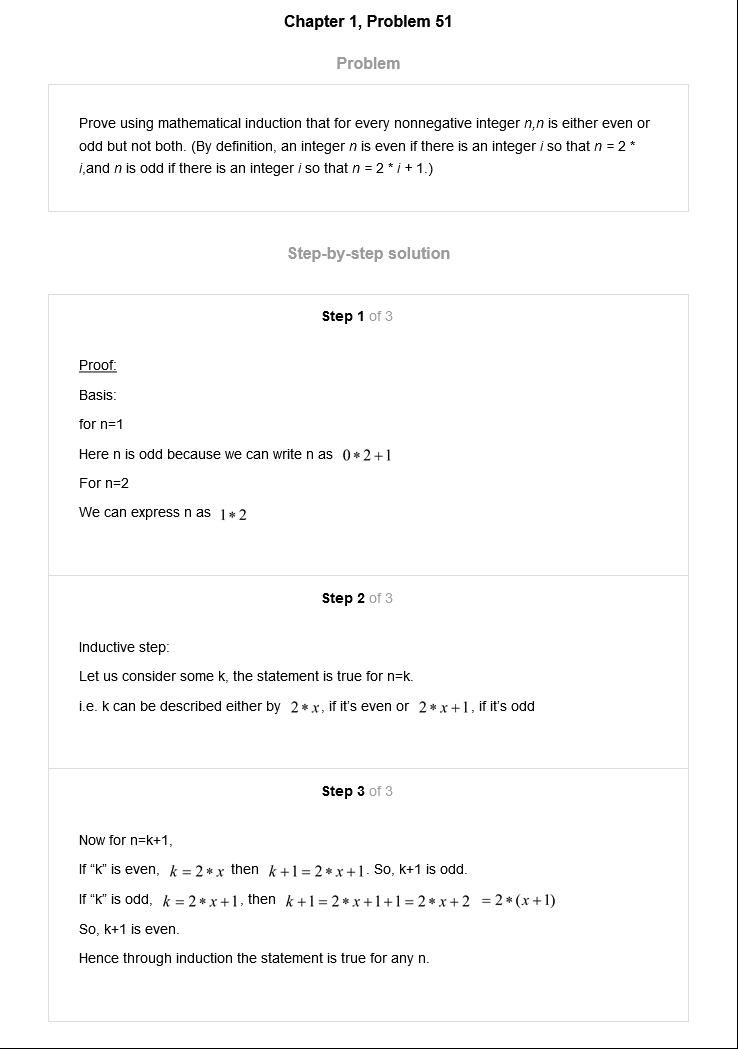 Chapter 1, Problem 51
Problem
Prove using mathematical induction that for every nonnegative integer n,n is either even or
odd but not both. (By definition, an integer n is even if there is an integer i so that n = 2 *
i,and n is odd if there is an integer i so that n = 2 * i + 1.)
Step-by-step solution
Step 1 of 3
Proof:
Basis:
for n=1
Here n is odd because we can write n as 0*2+1
For n=2
We can express n as 1*2
Step 2 of 3
Inductive step:
Let us consider some k, the statement is true for n=k.
i.e. k can be described either by 2*x, if it's even or 2*x+1, if it's odd
Step 3 of 3
Now for n=k+1,
If “k” is even, k = 2*x then k+1=2*x+1. So, k+1 is odd.
If “k” is odd, k = 2*x+1, then k+1=2*x+1+1=2*x+2 =2*(x+1)
So, k+1 is even.
Hence through induction the statement is true for any n.